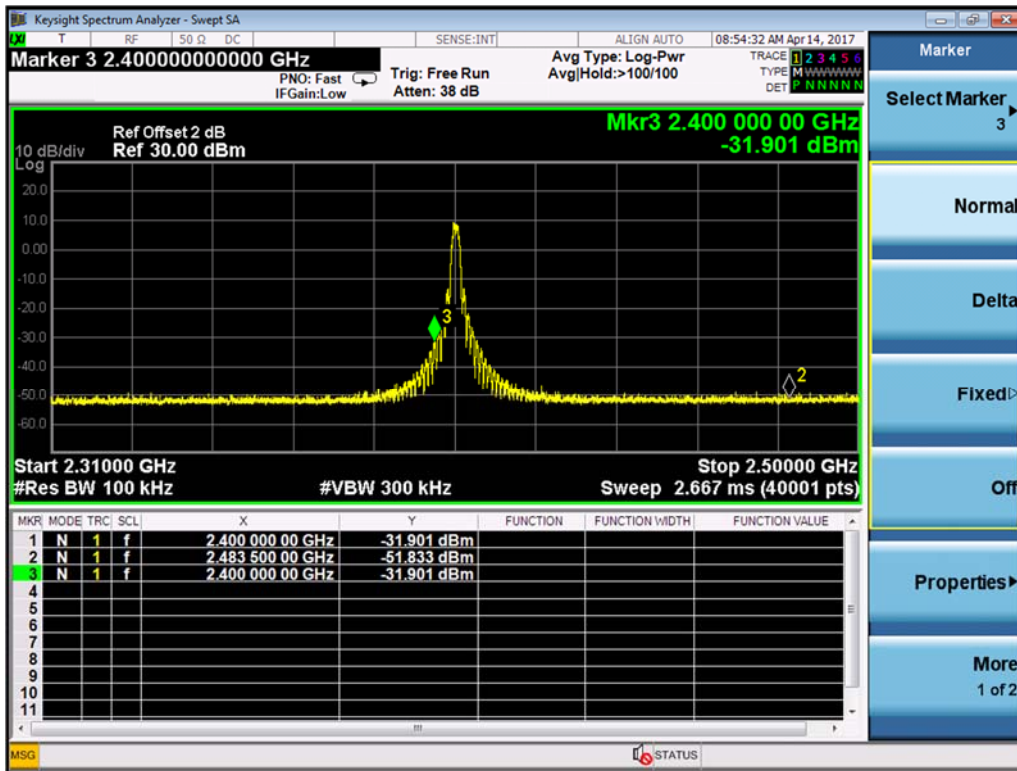 Keysight Spectrum Analyzer - Swept SA
LXI T RF 50 Ω DC SENSE:INT ALIGN AUTO 08:54:32 AM Apr 14, 2017
Marker 3 2.400000000000 GHz
PNO: Fast
IFGain:Low
Trig: Free Run
Atten: 38 dB
Avg Type: Log-Pwr
Avg|Hold:>100/100
TRACE 1 2 3 4 5 6
TYPE M W W W W W
DET P N N N N N
Mkr3 2.400 000 00 GHz
-31.901 dBm
Ref Offset 2 dB
10 dB/div Ref 30.00 dBm
Log
20.0
10.0
0.00
-10.0
-20.0
-30.0
-40.0
-50.0
-60.0
3
2
Start 2.31000 GHz Stop 2.50000 GHz
#Res BW 100 kHz #VBW 300 kHz Sweep 2.667 ms (40001 pts)
MKR MODE TRC SCL X Y FUNCTION FUNCTION WIDTH FUNCTION VALUE
1 N 1 f 2.400 000 00 GHz -31.901 dBm
2 N 1 f 2.483 500 00 GHz -51.833 dBm
3 N 1 f 2.400 000 00 GHz -31.901 dBm
4
5
6
7
8
9
10
11
MSG STATUS
Marker
Select Marker
3
Normal
Delta
Fixed
Off
Properties
More
1 of 2